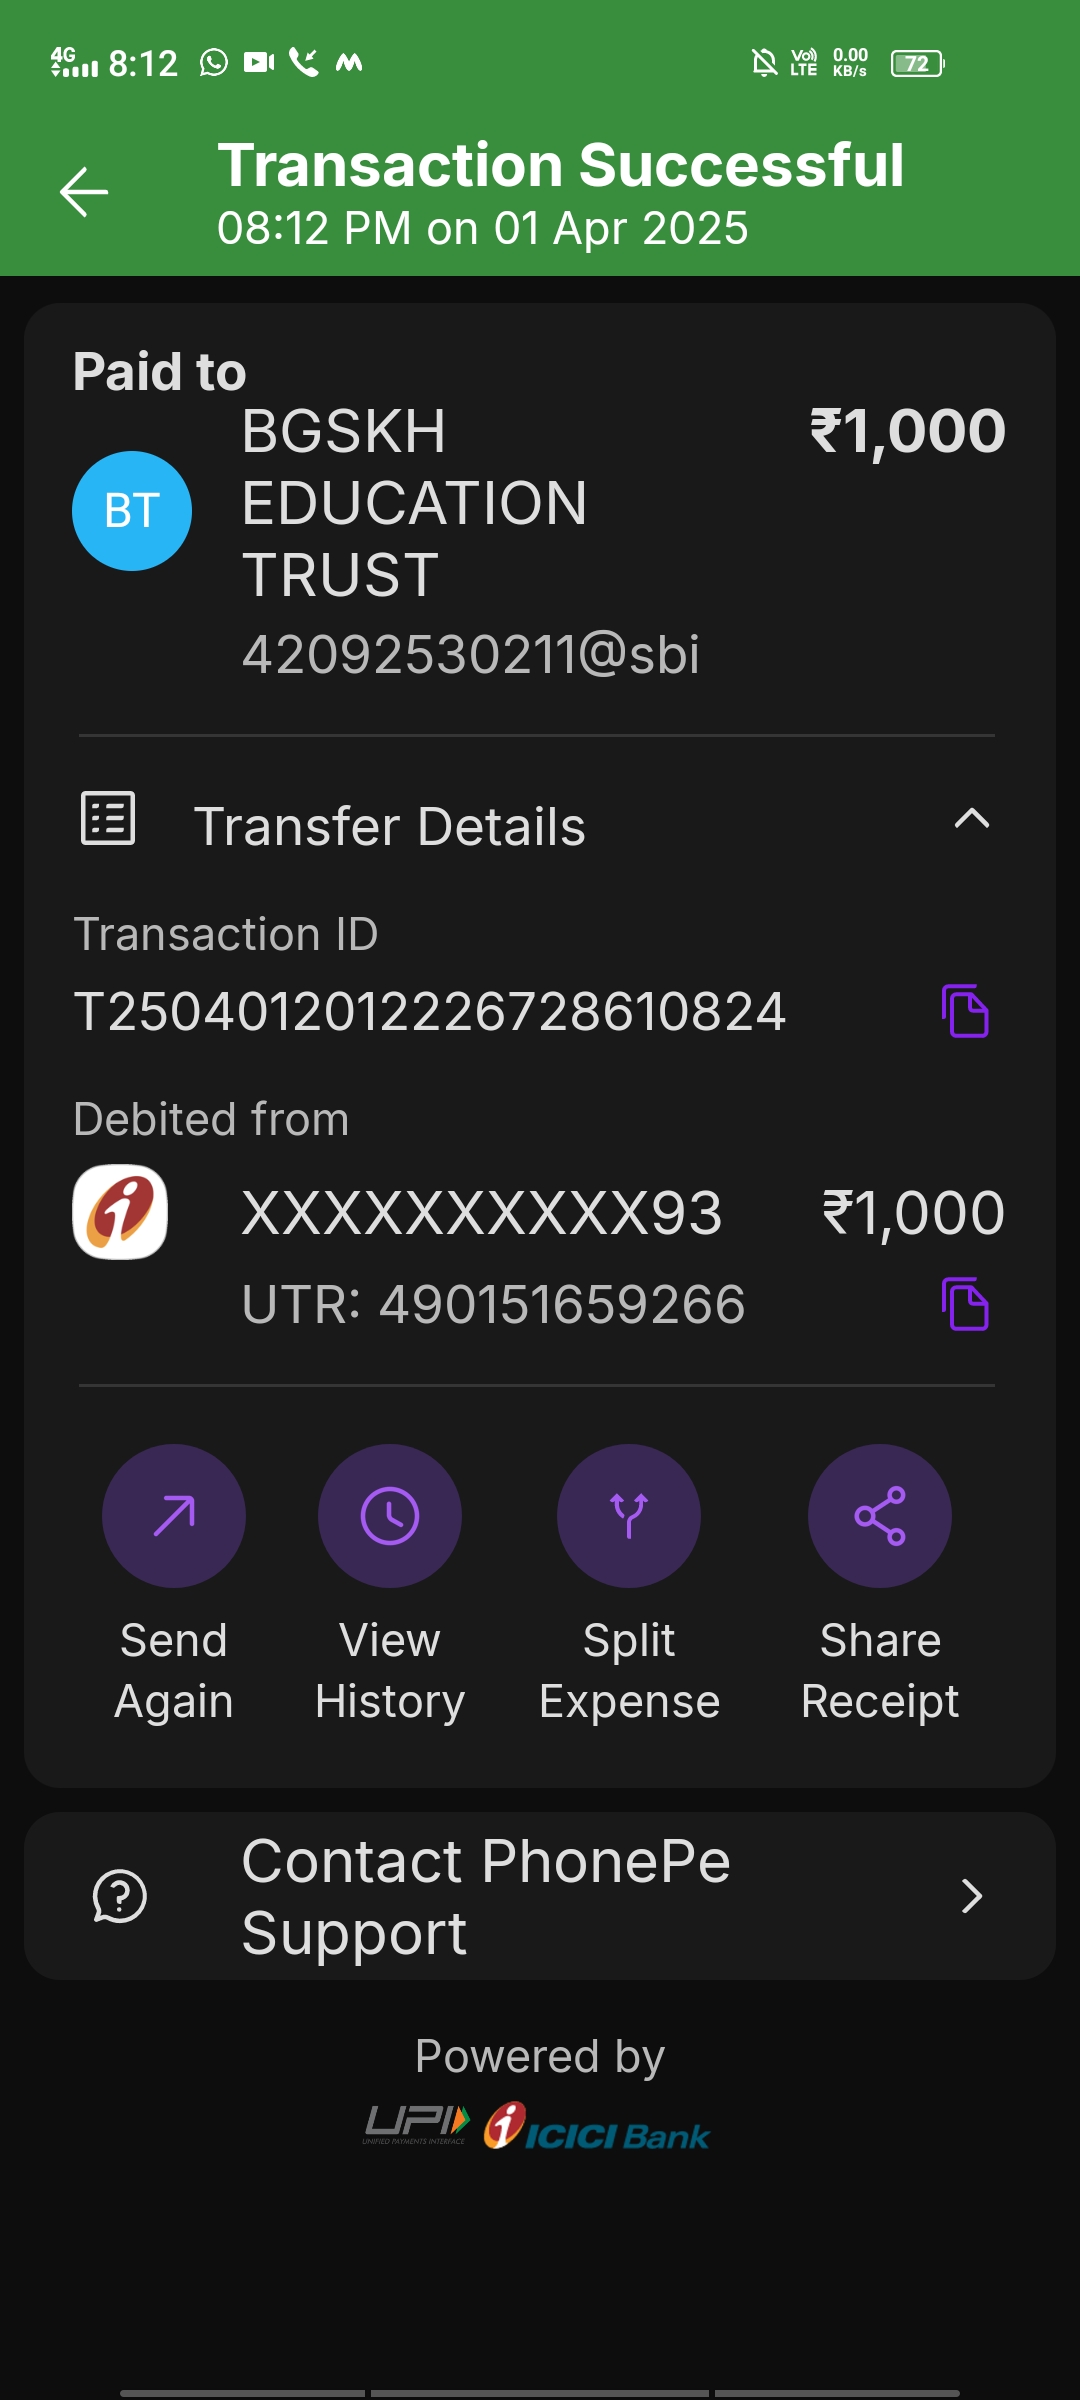 4G 8:12 Vo) LTE 0.00 KB/s 72
Transaction Successful
08:12 PM on 01 Apr 2025
Paid to
BT
BGSKH
EDUCATION
TRUST
₹1,000
42092530211@sbi
Transfer Details
Transaction ID
T2504012012226728610824
Debited from
XXXXXXXXXX93 ₹1,000
UTR: 490151659266
Send Again
View History
Split Expense
Share Receipt
Contact PhonePe
Support
Powered by
UPI UNIFIED PAYMENTS INTERFACE ICICI Bank